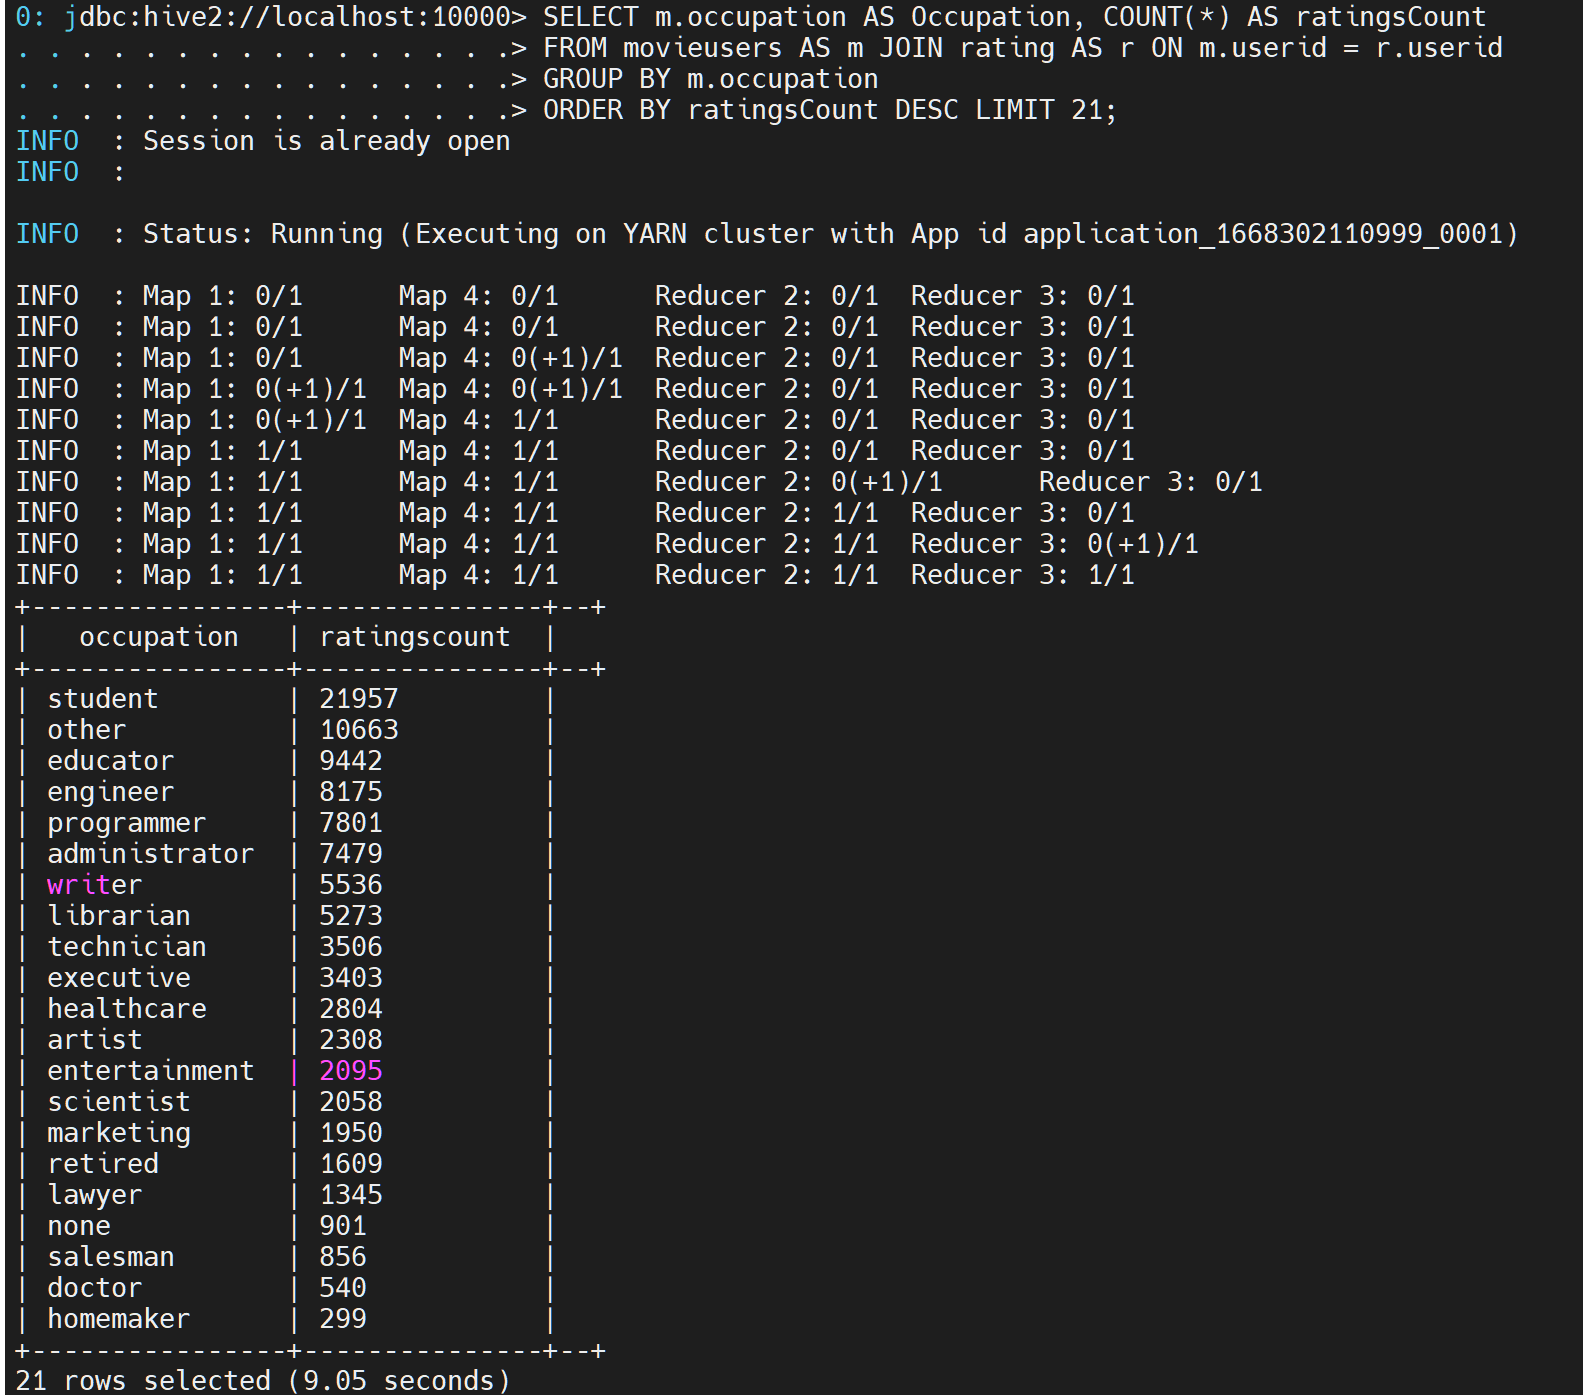 0: jdbc:hive2://localhost:10000> SELECT m.occupation AS Occupation, COUNT(*) AS ratingsCount
. . . . . . . . . . . . . . . .> FROM movieusers AS m JOIN rating AS r ON m.userid = r.userid
. . . . . . . . . . . . . . . .> GROUP BY m.occupation
. . . . . . . . . . . . . . . .> ORDER BY ratingsCount DESC LIMIT 21;
INFO  : Session is already open
INFO  :
INFO  : Status: Running (Executing on YARN cluster with App id application_1668302110999_0001)
INFO  : Map 1: 0/1      Map 4: 0/1      Reducer 2: 0/1  Reducer 3: 0/1
INFO  : Map 1: 0/1      Map 4: 0/1      Reducer 2: 0/1  Reducer 3: 0/1
INFO  : Map 1: 0/1      Map 4: 0(+1)/1  Reducer 2: 0/1  Reducer 3: 0/1
INFO  : Map 1: 0(+1)/1  Map 4: 0(+1)/1  Reducer 2: 0/1  Reducer 3: 0/1
INFO  : Map 1: 0(+1)/1  Map 4: 1/1      Reducer 2: 0/1  Reducer 3: 0/1
INFO  : Map 1: 1/1      Map 4: 1/1      Reducer 2: 0/1  Reducer 3: 0/1
INFO  : Map 1: 1/1      Map 4: 1/1      Reducer 2: 0(+1)/1      Reducer 3: 0/1
INFO  : Map 1: 1/1      Map 4: 1/1      Reducer 2: 1/1  Reducer 3: 0/1
INFO  : Map 1: 1/1      Map 4: 1/1      Reducer 2: 1/1  Reducer 3: 0(+1)/1
INFO  : Map 1: 1/1      Map 4: 1/1      Reducer 2: 1/1  Reducer 3: 1/1
+----------------+---------------+--+
|   occupation   | ratingscount  |
+----------------+---------------+--+
| student        | 21957         |
| other          | 10663         |
| educator       | 9442          |
| engineer       | 8175          |
| programmer     | 7801          |
| administrator  | 7479          |
| writer         | 5536          |
| librarian      | 5273          |
| technician     | 3506          |
| executive      | 3403          |
| healthcare     | 2804          |
| artist         | 2308          |
| entertainment  | 2095          |
| scientist      | 2058          |
| marketing      | 1950          |
| retired        | 1609          |
| lawyer         | 1345          |
| none           | 901           |
| salesman       | 856           |
| doctor         | 540           |
| homemaker      | 299           |
+----------------+---------------+--+
21 rows selected (9.05 seconds)